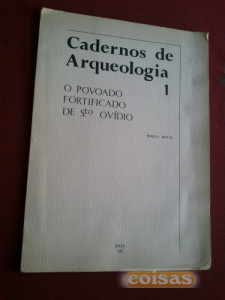 Cadernos de
Arqueologia
1
O POVOADO
FORTIFICADO
DE Sto OVÍDIO
coisas